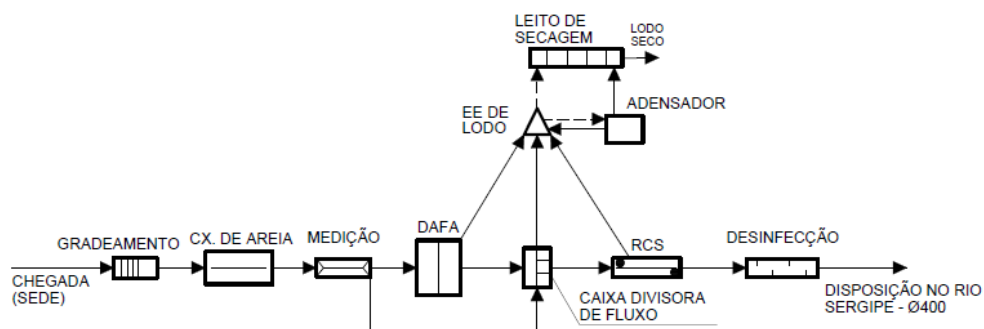 LEITO DE
SECAGEM
LODO
SECO
EE DE
LODO
ADENSADOR
GRADEAMENTO
CX. DE AREIA
MEDIÇÃO
DAFA
RCS
DESINFECÇÃO
CHEGADA
(SEDE)
CAIXA DIVISORA
DE FLUXO
DISPOSIÇÃO NO RIO
SERGIPE - Ø400